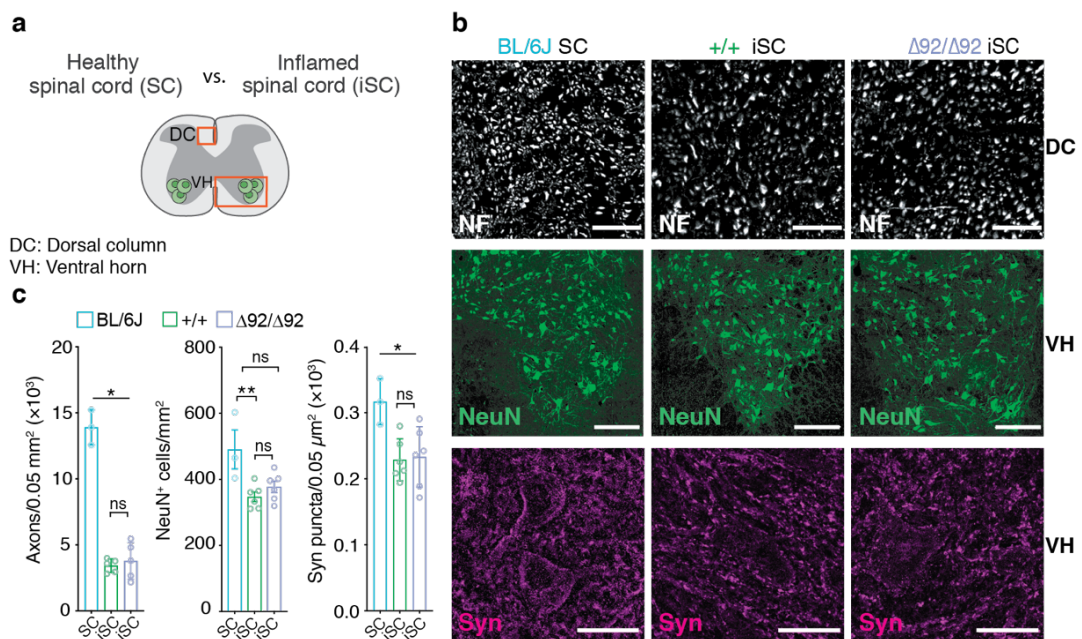 a
Healthy
spinal cord (SC)
vs.
Inflamed
spinal cord (iSC)
DC
VH
DC: Dorsal column
VH: Ventral horn
b
BL/6J SC
+/+ iSC
Δ92/Δ92 iSC
NF
NF
NF
DC
NeuN
NeuN
NeuN
VH
Syn
Syn
Syn
VH
c
BL/6J
+/+
Δ92/Δ92
Axons/0.05 mm² (×10³)
20
15
10
5
0
*
ns
SC
iSC
iSC
NeuN⁺ cells/mm²
800
600
400
200
0
ns
**
ns
SC
iSC
iSC
Syn puncta/0.05 µm² (×10³)
0.4
0.3
0.2
0.1
0.0
*
ns
SC
iSC
iSC